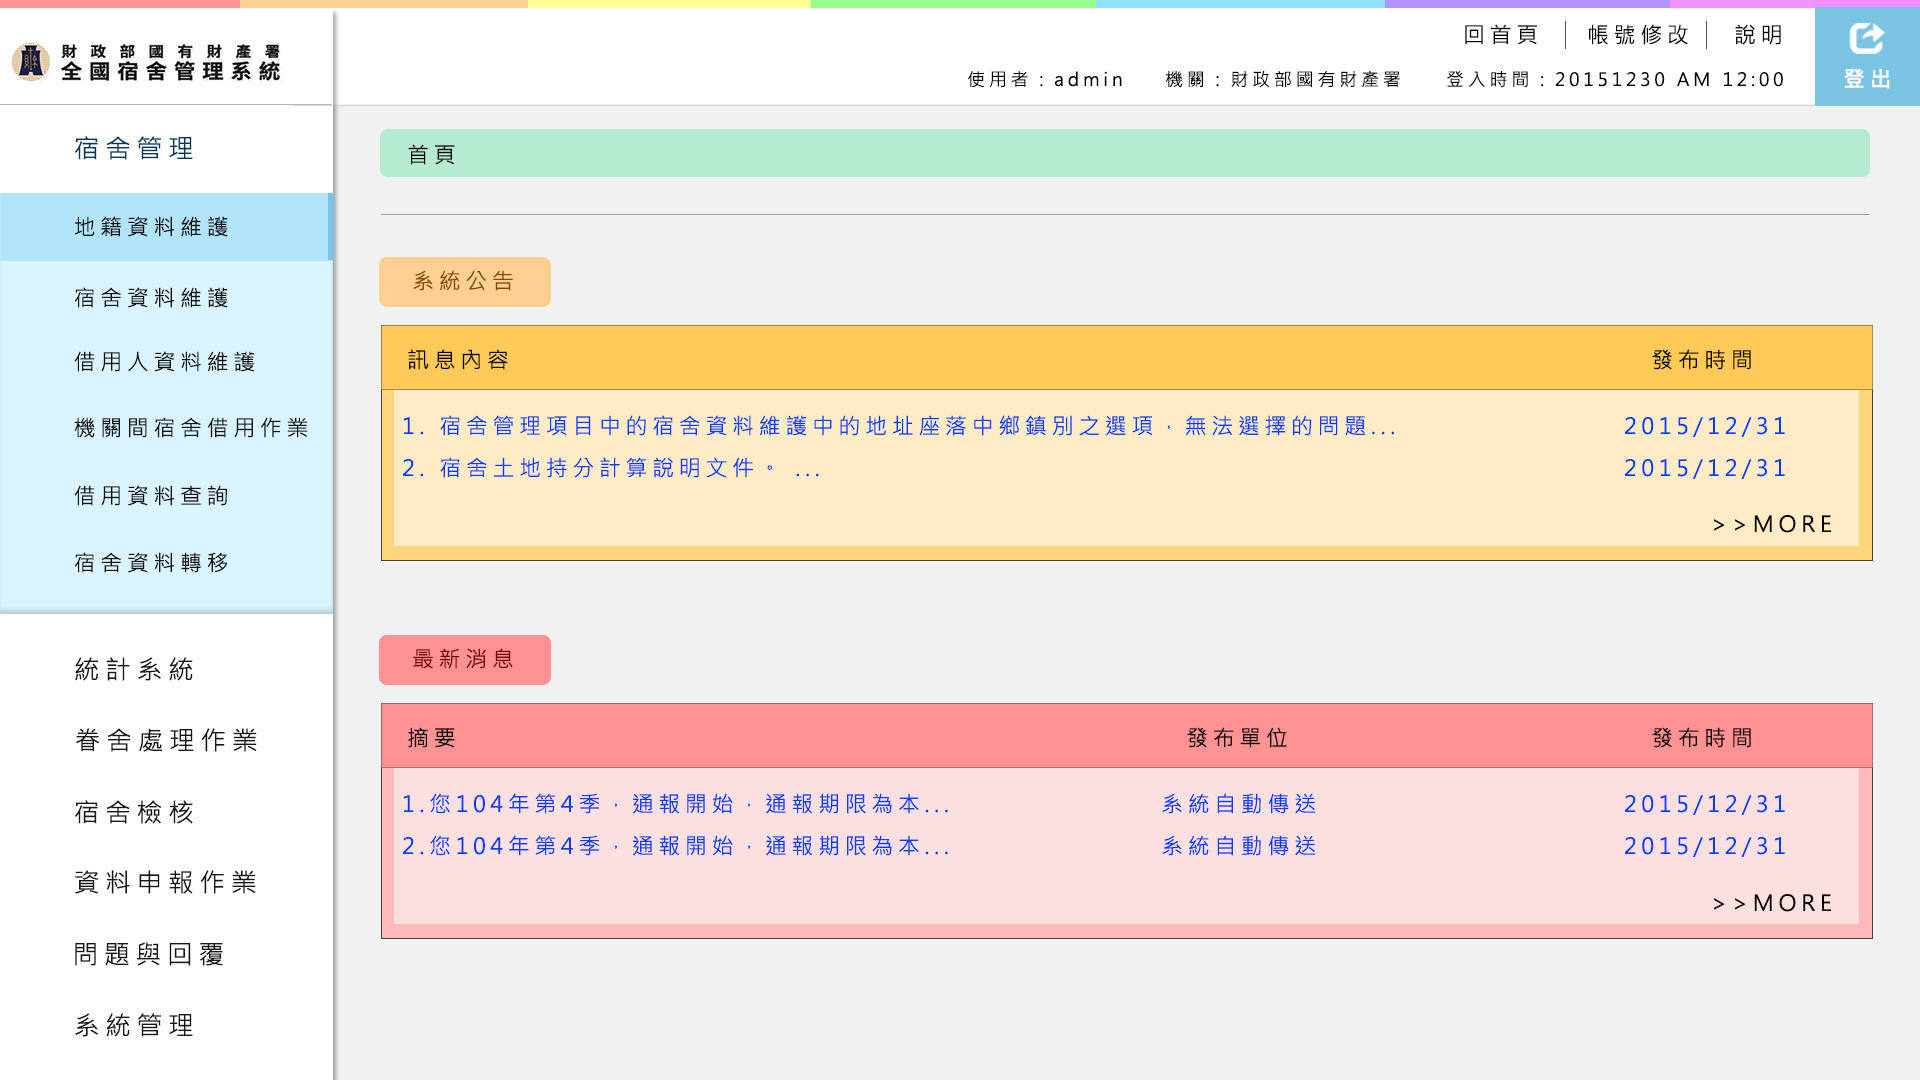 財政部國有財產署
全國宿舍管理系統
回首頁 帳號修改 說明
使用者：admin 機關：財政部國有財產署 登入時間：20151230 AM 12:00
登出
宿舍管理
地籍資料維護
宿舍資料維護
借用人資料維護
機關間宿舍借用作業
借用資料查詢
宿舍資料轉移
統計系統
眷舍處理作業
宿舍檢核
資料申報作業
問題與回覆
系統管理
首頁
系統公告
訊息內容 發布時間
1. 宿舍管理項目中的宿舍資料維護中的地址座落中鄉鎮別之選項，無法選擇的問題... 2015/12/31
2. 宿舍土地持分計算說明文件。 ... 2015/12/31
>>MORE
最新消息
摘要 發布單位 發布時間
1.您104年第4季，通報開始，通報期限為本... 系統自動傳送 2015/12/31
2.您104年第4季，通報開始，通報期限為本... 系統自動傳送 2015/12/31
>>MORE